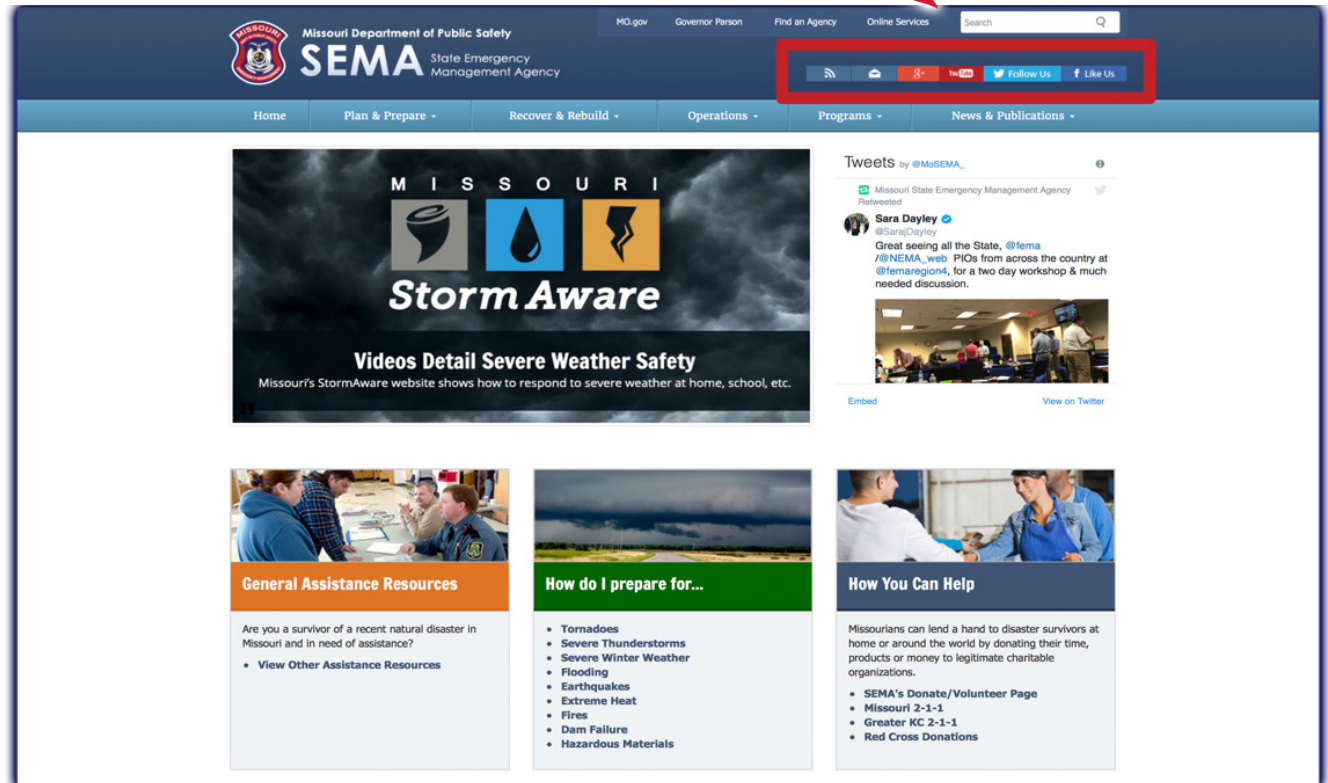 MO.gov Governor Parson Find an Agency Online Services Search
Missouri Department of Public Safety
SEMA State Emergency
Management Agency
8+ You Tube Follow Us f Like Us
Home Plan & Prepare Recover & Rebuild Operations Programs News & Publications
MISSOURI
Storm Aware
Videos Detail Severe Weather Safety
Missouri's StormAware website shows how to respond to severe weather at home, school, etc.
Tweets by @MoSEMA_
Missouri State Emergency Management Agency
Retweeted
Sara Dayley
@SarajDayley
Great seeing all the State, @fema
/@NEMA_web PIOs from across the country at
@femaregion4, for a two day workshop & much
needed discussion.
Embed View on Twitter
General Assistance Resources
Are you a survivor of a recent natural disaster in
Missouri and in need of assistance?
• View Other Assistance Resources
How do I prepare for...
• Tornadoes
• Severe Thunderstorms
• Severe Winter Weather
• Flooding
• Earthquakes
• Extreme Heat
• Fires
• Dam Failure
• Hazardous Materials
How You Can Help
Missourians can lend a hand to disaster survivors at
home or around the world by donating their time,
products or money to legitimate charitable
organizations.
• SEMA's Donate/Volunteer Page
• Missouri 2-1-1
• Greater KC 2-1-1
• Red Cross Donations